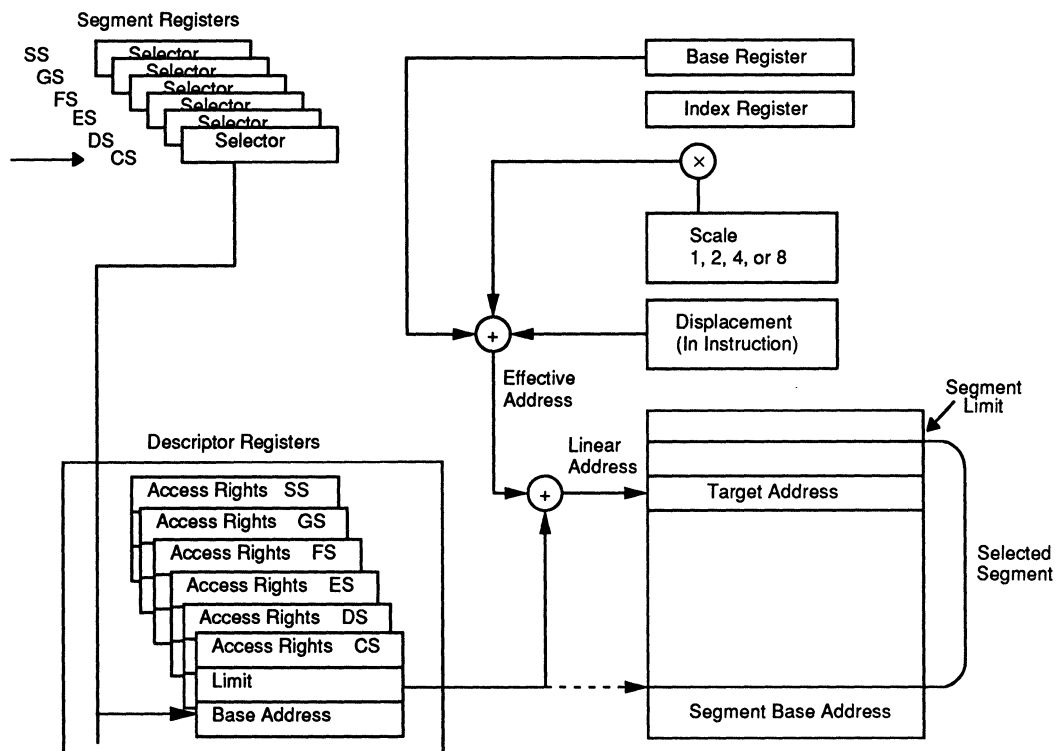 Segment Registers
SS
GS
FS
ES
DS
CS
Selector
Selector
Selector
Selector
Selector
Selector
Base Register
Index Register
×
Scale
1, 2, 4, or 8
Displacement
(In Instruction)
+
Effective
Address
Segment
Limit
Descriptor Registers
Linear
Address
+
Target Address
Access Rights SS
Access Rights GS
Access Rights FS
Access Rights ES
Access Rights DS
Access Rights CS
Limit
Base Address
Selected
Segment
Segment Base Address